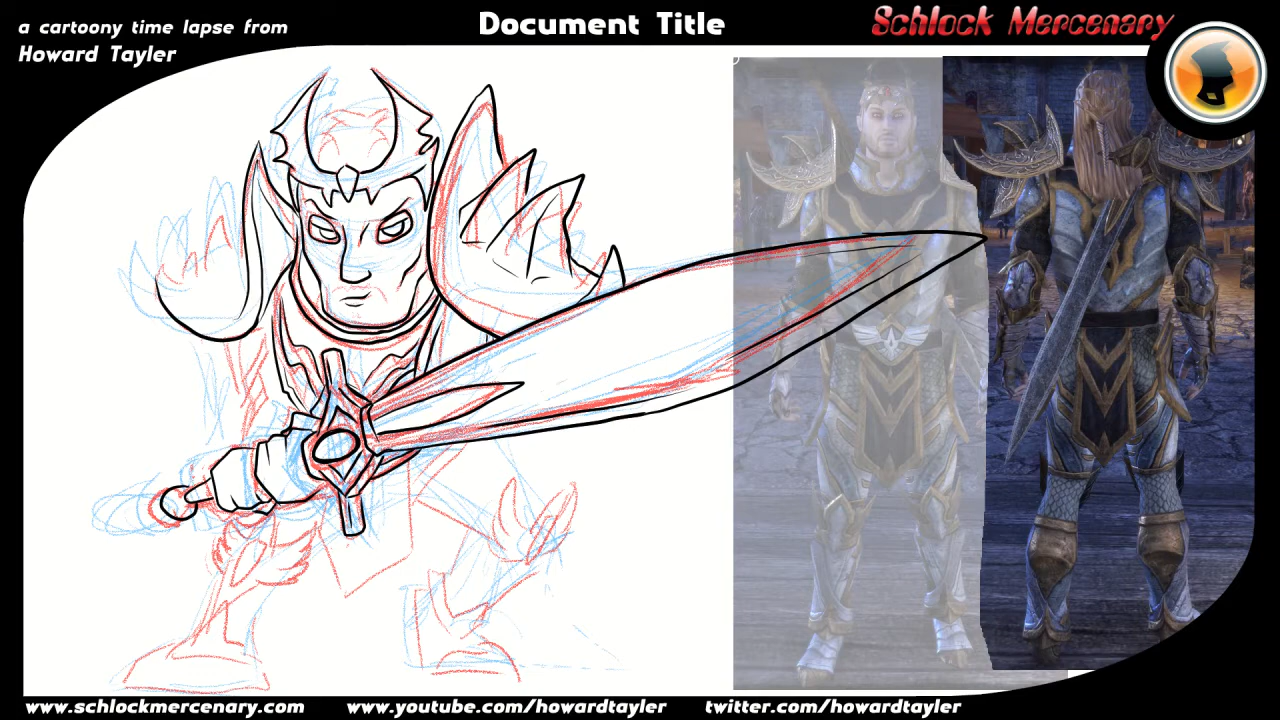 a cartoony time lapse from
Howard Tayler
Document Title
Schlock Mercenary
www.schlockmercenary.com
www.youtube.com/howardtayler
twitter.com/howardtayler